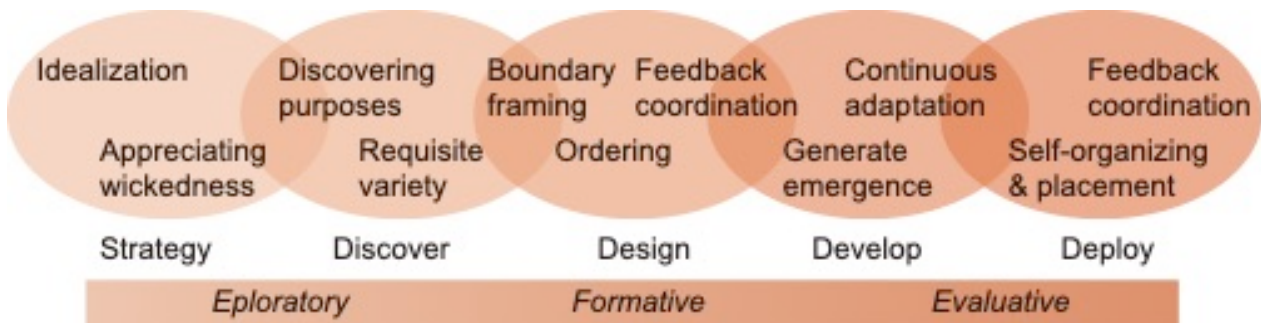 Idealization
Appreciating
wickedness
Discovering
purposes
Requisite
variety
Boundary
framing
Feedback
coordination
Ordering
Continuous
adaptation
Generate
emergence
Feedback
coordination
Self-organizing
& placement
Strategy
Discover
Design
Develop
Deploy
Eploratory
Formative
Evaluative